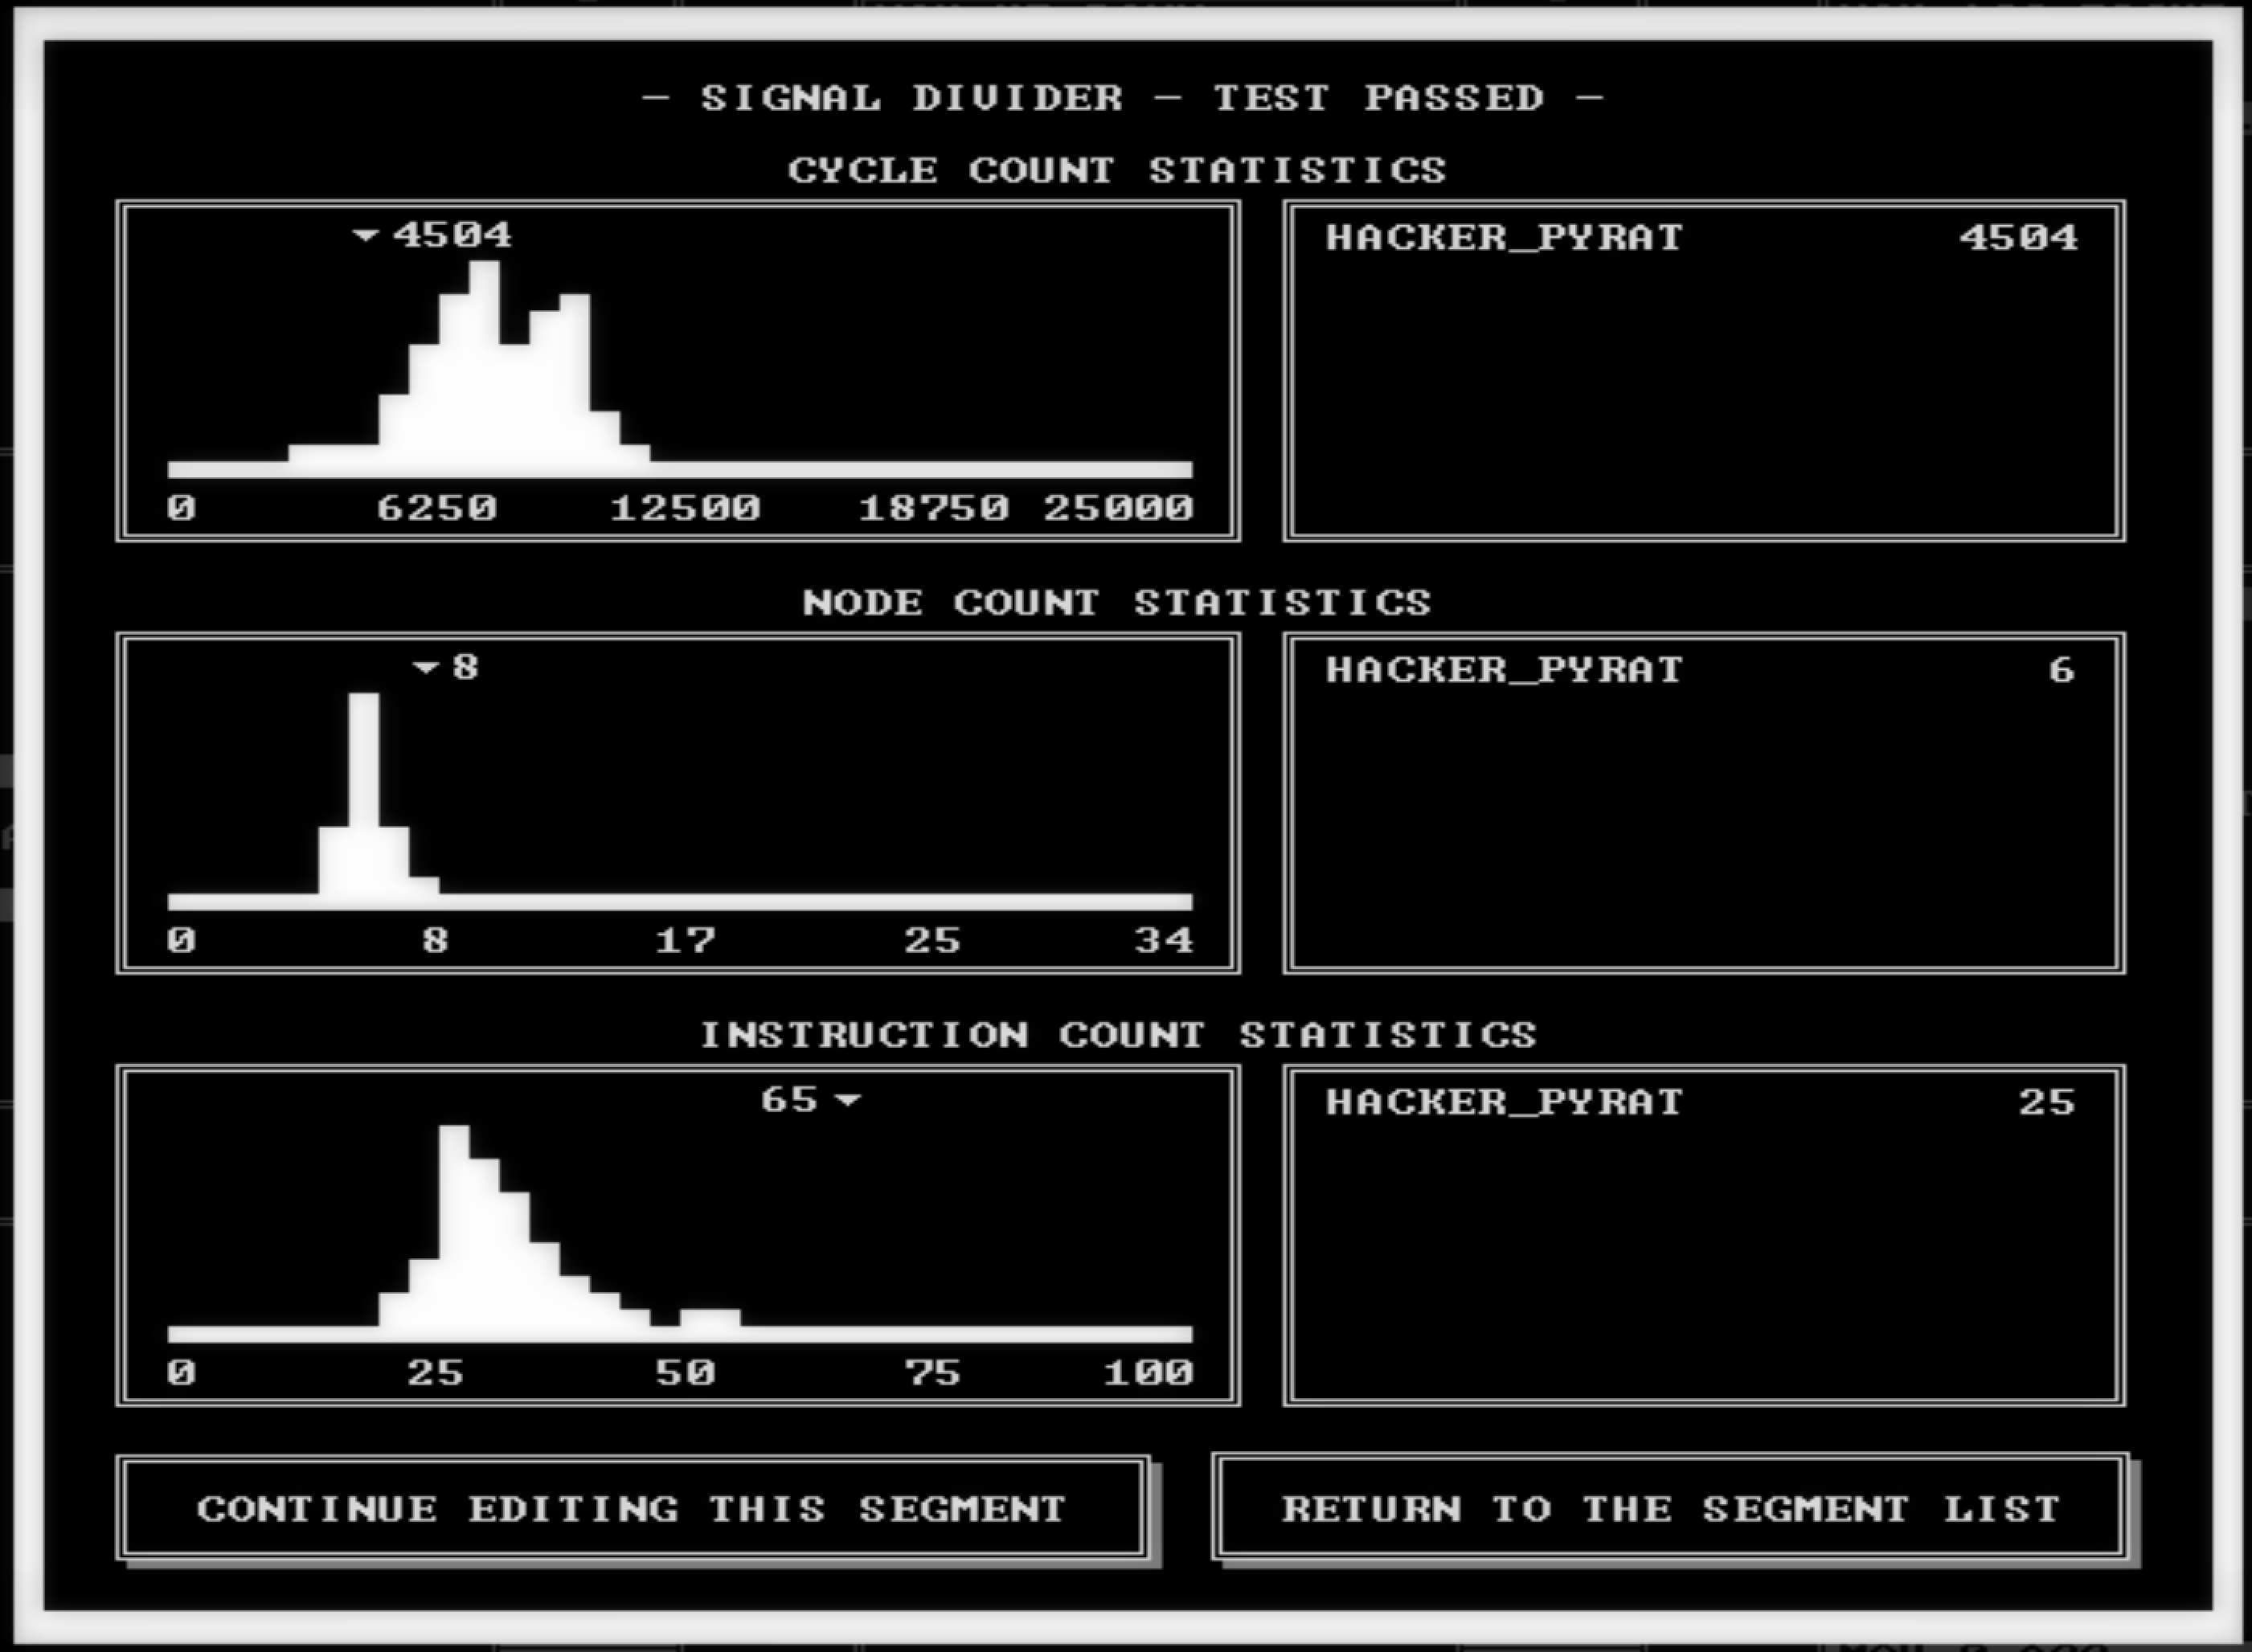 — SIGNAL DIVIDER — TEST PASSED —
CYCLE COUNT STATISTICS
4504
0 6250 12500 18750 25000
HACKER_PYRAT 4504
NODE COUNT STATISTICS
8
0 8 17 25 34
HACKER_PYRAT 6
INSTRUCTION COUNT STATISTICS
65
0 25 50 75 100
HACKER_PYRAT 25
CONTINUE EDITING THIS SEGMENT
RETURN TO THE SEGMENT LIST